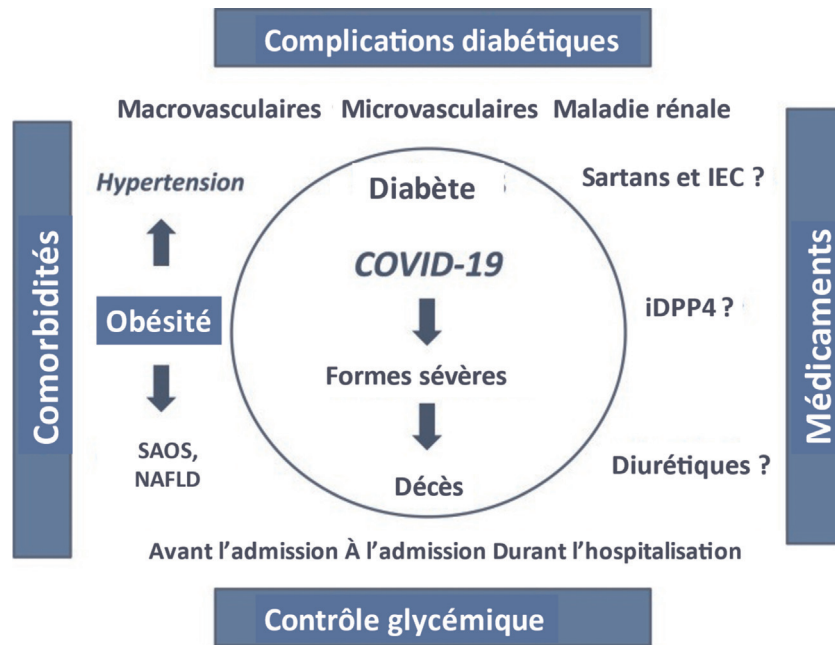 Complications diabétiques
Macrovasculaires Microvasculaires Maladie rénale
Comorbidités
Hypertension
Obésité
SAOS,
NAFLD
Diabète
COVID-19
Formes sévères
Décès
Sartans et IEC ?
iDPP4 ?
Diurétiques ?
Médicaments
Avant l’admission À l’admission Durant l’hospitalisation
Contrôle glycémique